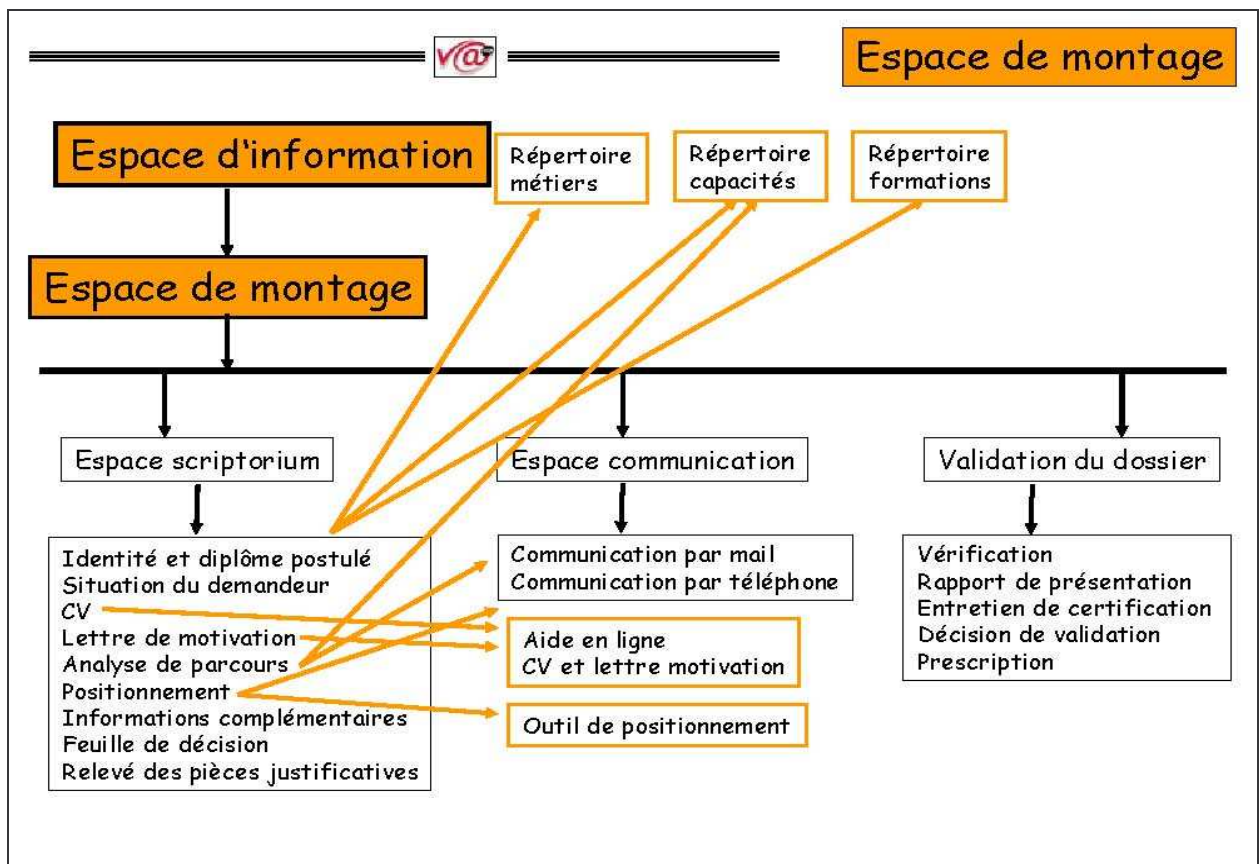 v@
Espace de montage
Espace d'information
Répertoire
métiers
Répertoire
capacités
Répertoire
formations
Espace de montage
Espace scriptorium
Espace communication
Validation du dossier
Identité et diplôme postulé
Situation du demandeur
CV
Lettre de motivation
Analyse de parcours
Positionnement
Informations complémentaires
Feuille de décision
Relevé des pièces justificatives
Communication par mail
Communication par téléphone
Aide en ligne
CV et lettre motivation
Outil de positionnement
Vérification
Rapport de présentation
Entretien de certification
Décision de validation
Prescription